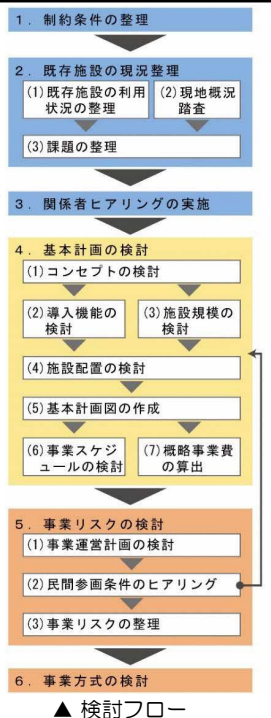 1. 制約条件の整理
2. 既存施設の現況整理
(1)既存施設の利用
状況の整理
(2)現地概況
踏査
(3)課題の整理
3. 関係者ヒアリングの実施
4. 基本計画の検討
(1)コンセプトの検討
(2)導入機能の
検討
(3)施設規模の
検討
(4)施設配置の検討
(5)基本計画図の作成
(6)事業スケジ
ュールの検討
(7)概略事業費
の算出
5. 事業リスクの検討
(1)事業運営計画の検討
(2)民間参画条件のヒアリング
(3)事業リスクの整理
6. 事業方式の検討
▲ 検討フロー